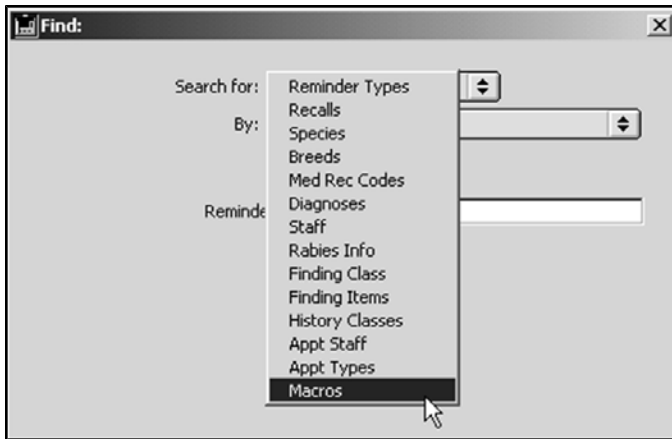 Find:
Search for:
Reminder Types
Recalls
By:
Species
Breeds
Med Rec Codes
Diagnoses
Reminde
Staff
Rabies Info
Finding Class
Finding Items
History Classes
Appt Staff
Appt Types
Macros